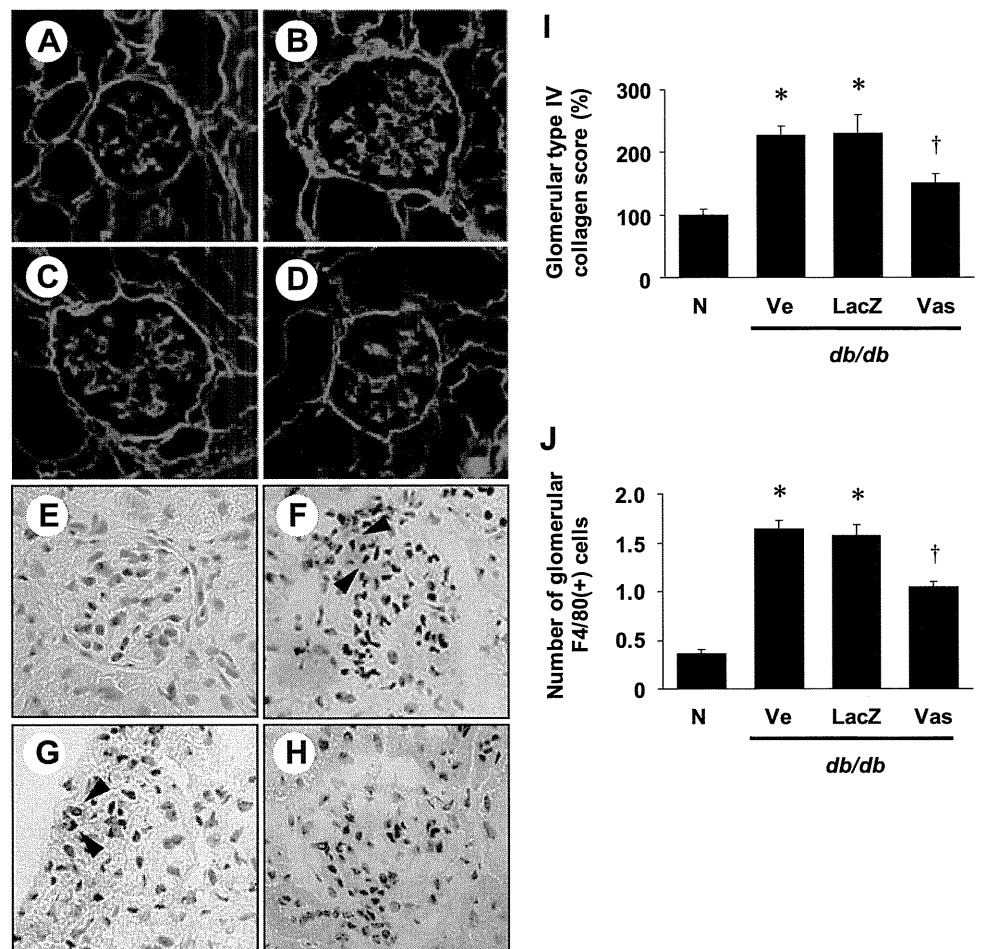 A
B
C
D
E
F
G
H
I
Glomerular type IV
collagen score (%)
300
200
100
0
*
*
†
N
Ve
LacZ
Vas
db/db
J
Number of glomerular
F4/80(+) cells
2.0
1.5
1.0
0.5
0
*
*
†
N
Ve
LacZ
Vas
db/db